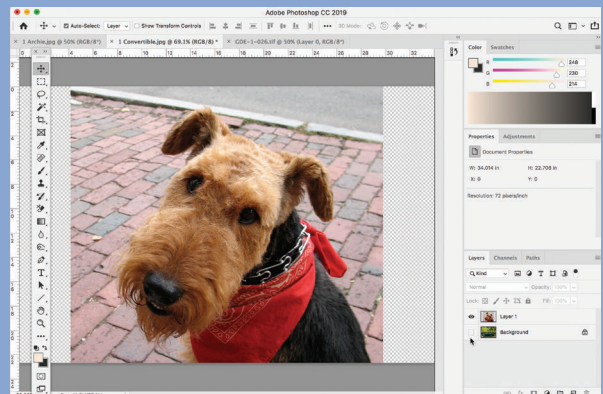 Adobe Photoshop CC 2019
Auto-Select: Layer Show Transform Controls 3D Mode:
× 1 Archie.jpg @ 50% (RGB/8*) × 1 Convertible.jpg @ 69.1% (RGB/8) * × GDE-1-026.tif @ 50% (Layer 0, RGB/8*)
Color Swatches
R 248
G 230
B 214
Properties Adjustments
Document Properties
W: 34.014 in H: 22.708 in
X: 0 Y: 0
Resolution: 72 pixels/inch
Layers Channels Paths
Kind
Normal Opacity: 100%
Lock: Fill: 100%
Layer 1
Background